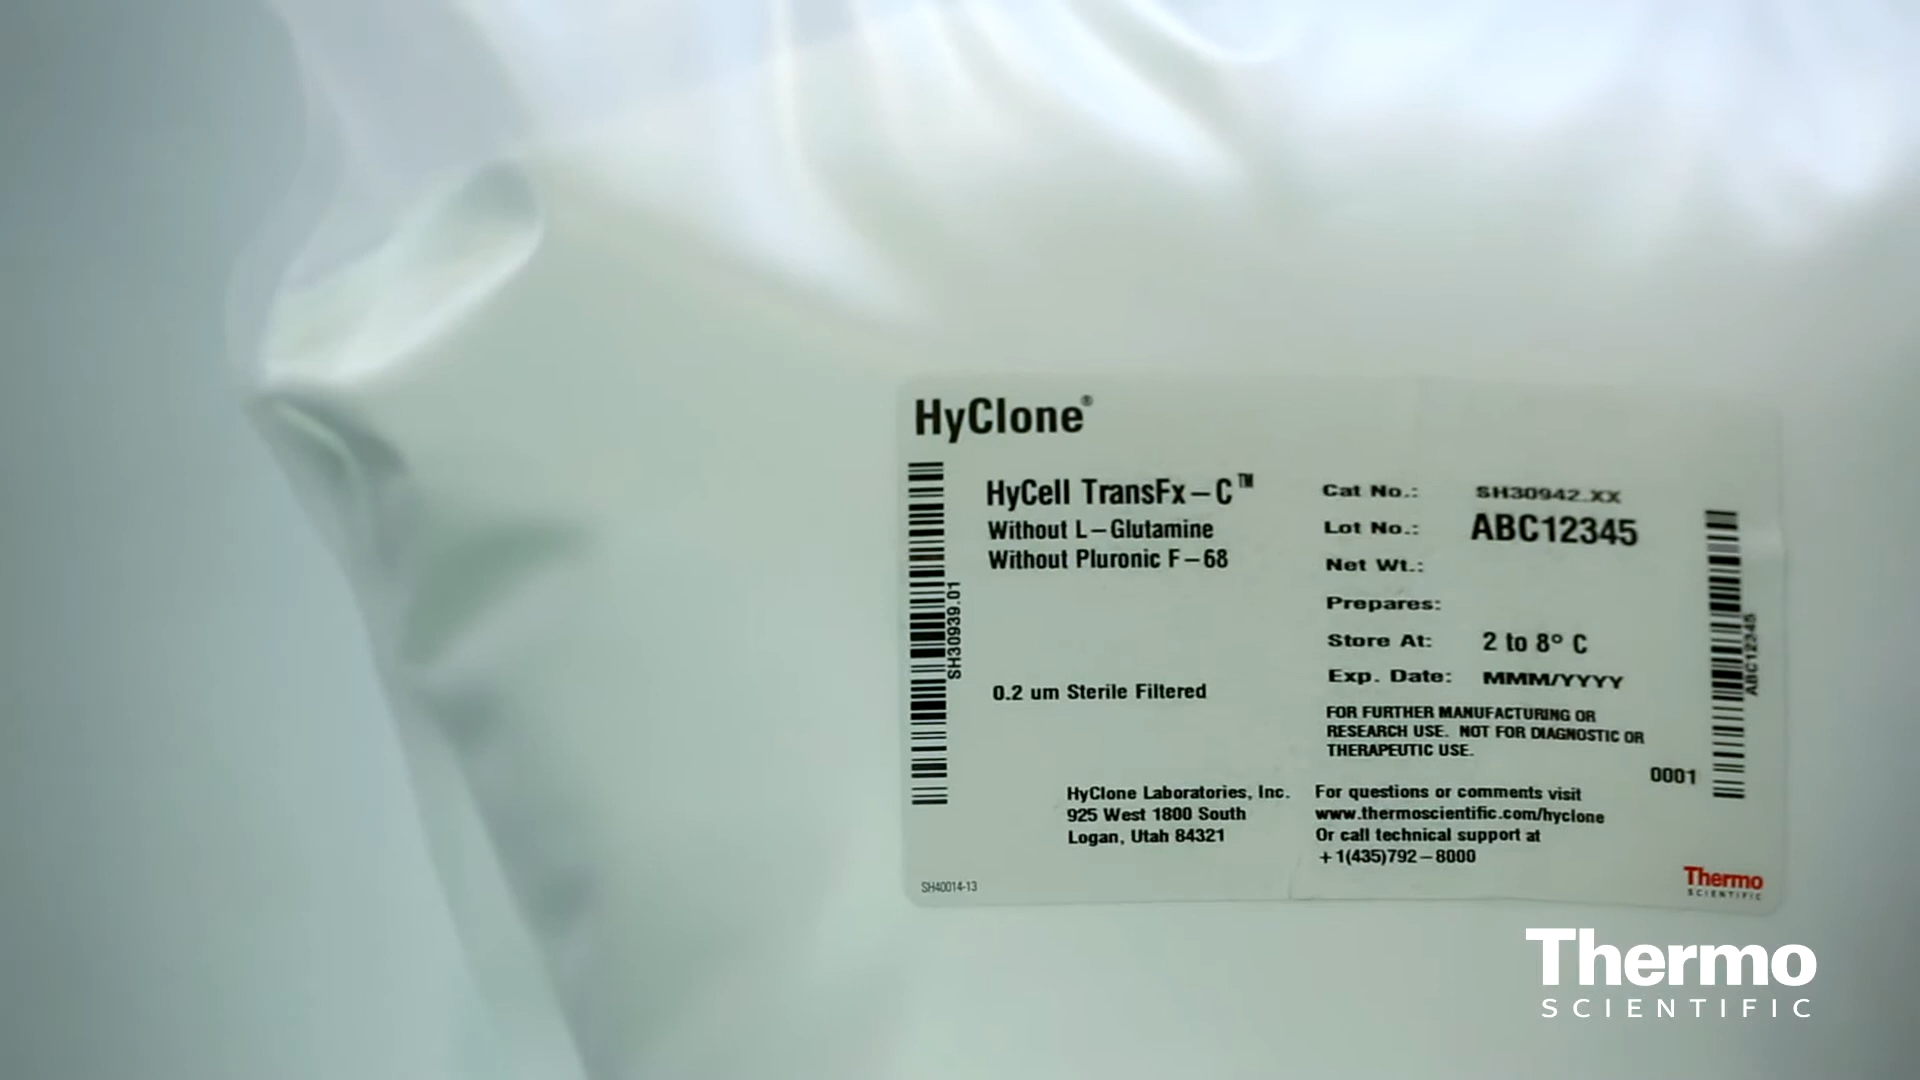 HyClone®
HyCell TransFx-C™
Without L-Glutamine
Without Pluronic F-68
SH30939.01
0.2 um Sterile Filtered
Cat No.: SH30942.XX
Lot No.: ABC12345
Net Wt.:
Prepares:
Store At: 2 to 8° C
Exp. Date: MMM/YYYY
FOR FURTHER MANUFACTURING OR
RESEARCH USE. NOT FOR DIAGNOSTIC OR
THERAPEUTIC USE.
0001
ABC12345
HyClone Laboratories, Inc.
925 West 1800 South
Logan, Utah 84321
For questions or comments visit
www.thermoscientific.com/hyclone
Or call technical support at
+1(435)792-8000
SH40014-13
Thermo
SCIENTIFIC
Thermo
SCIENTIFIC